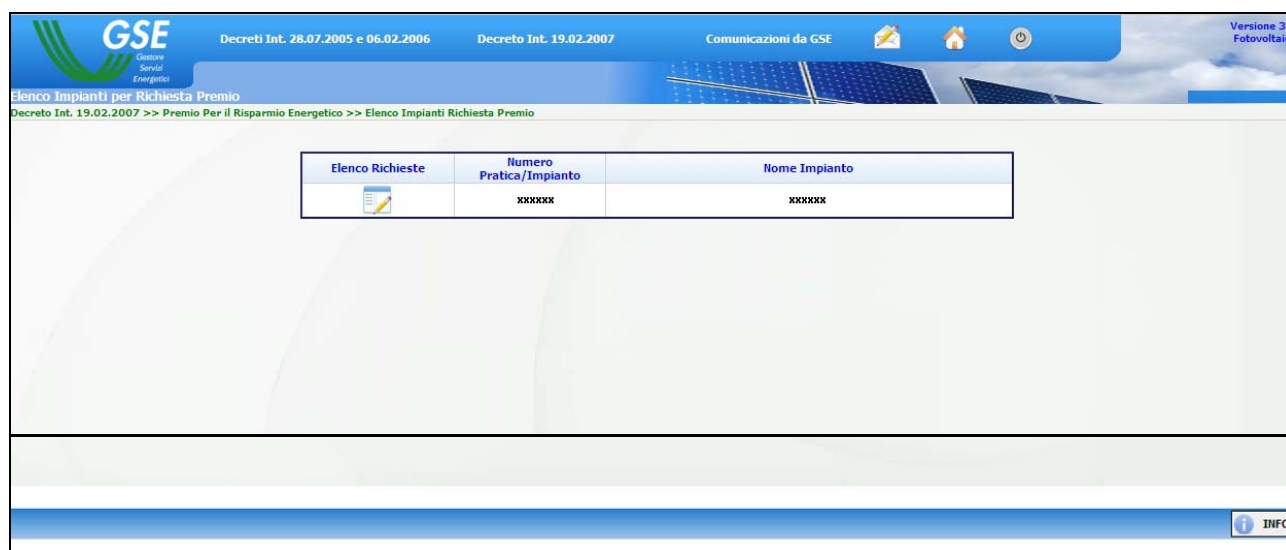 GSE
Gestore
Servizi
Energetici
Decreti Int. 28.07.2005 e 06.02.2006
Decreto Int. 19.02.2007
Comunicazioni da GSE
Versione 3
Fotovoltaic
Elenco Impianti per Richiesta Premio
Decreto Int. 19.02.2007 >> Premio Per il Risparmio Energetico >> Elenco Impianti Richiesta Premio
Elenco Richieste
Numero
Pratica/Impianto
Nome Impianto
xxxxxx
xxxxxx
INFO